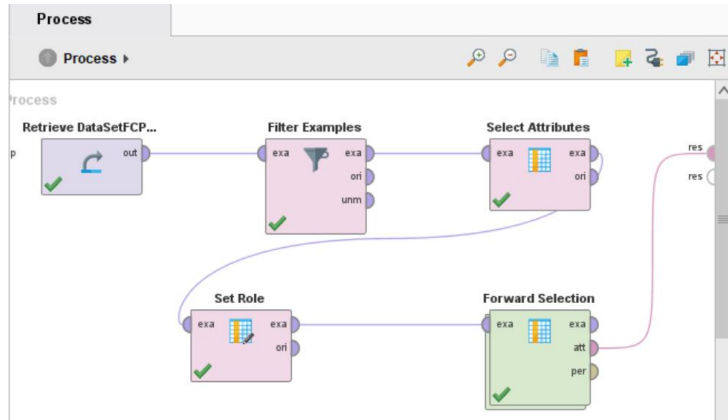 Process
Process
Process
Retrieve DataSetFCP...
Filter Examples
Select Attributes
p
out
exa
exa
ori
unm
exa
exa
ori
res
res
Set Role
Forward Selection
exa
exa
ori
exa
exa
att
per